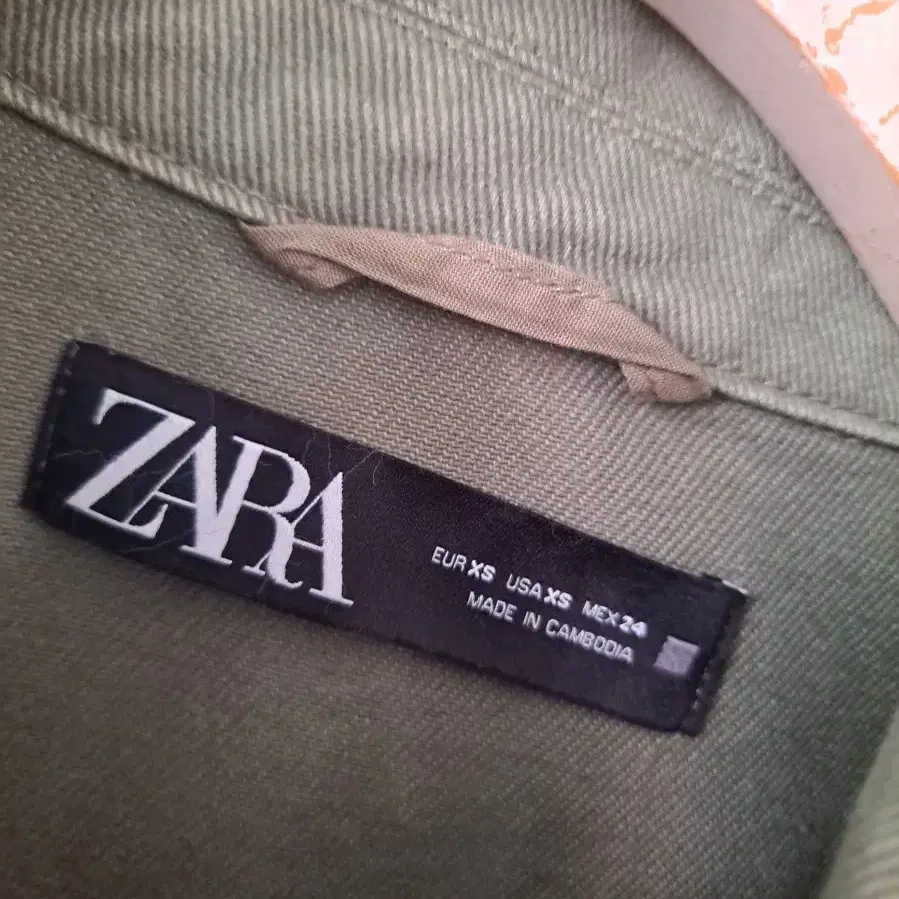 ZARA
EUR XS USA XS MEX 24
MADE IN CAMBODIA